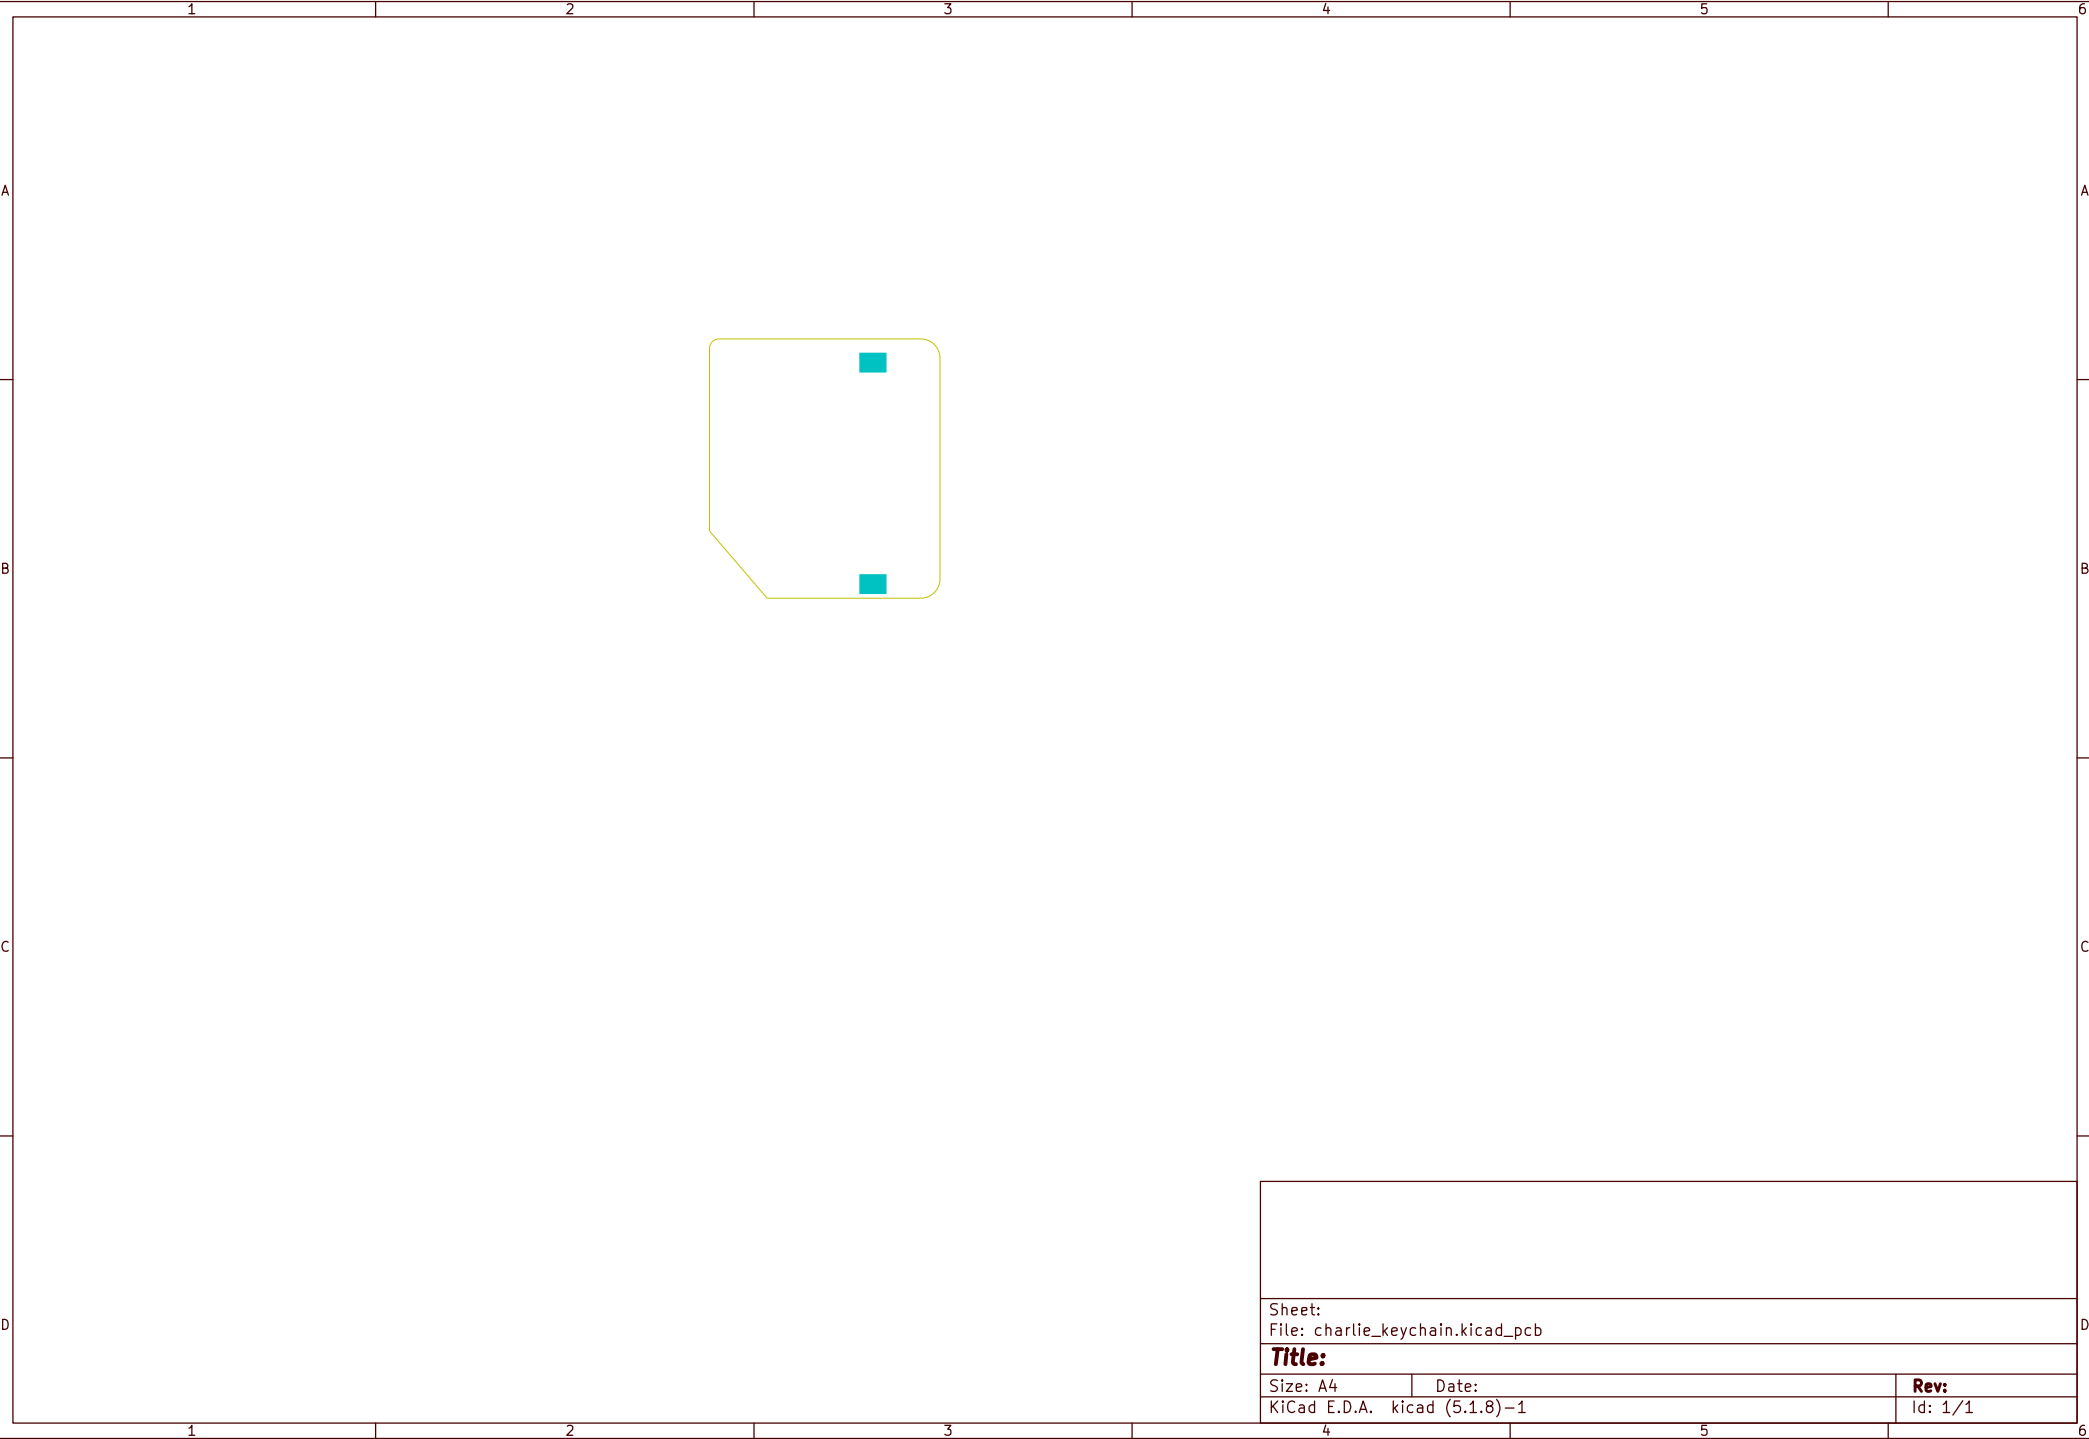 1 2 3 4 5 6
A A
B B
C C
D D
Sheet:
File: charlie_keychain.kicad_pcb
Title:
Size: A4 Date: Rev:
KiCad E.D.A. kicad (5.1.8)-1 Id: 1/1
1 2 3 4 5 6